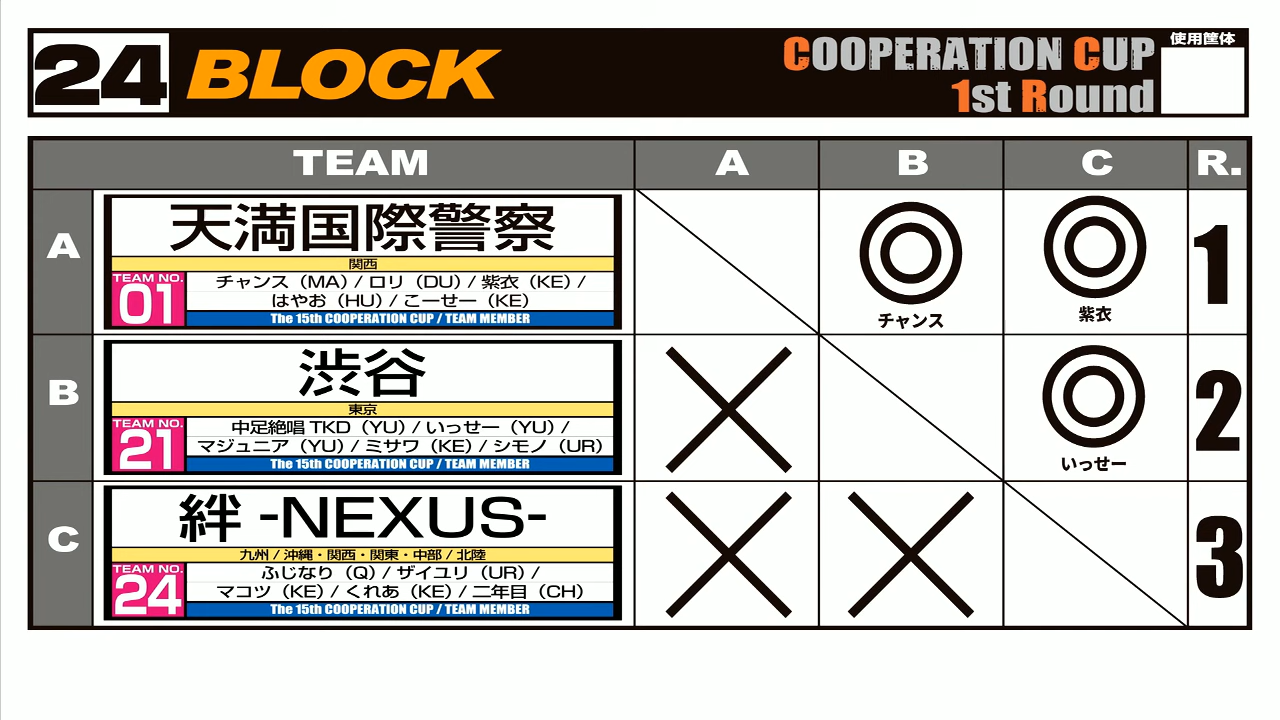 24 BLOCK
COOPERATION CUP
1st Round
使用筐体
TEAM A B C R.
A
天満国際警察
関西
TEAM NO.
01
チャンス（MA）/ ロリ（DU）/ 紫衣（KE）/
はやお（HU）/ こーせー（KE）
The 15th COOPERATION CUP / TEAM MEMBER
チャンス
紫衣
1
B
渋谷
東京
TEAM NO.
21
中足絶唱 TKD（YU）/ いっせー（YU）/
マジュニア（YU）/ ミサワ（KE）/ シモノ（UR）
The 15th COOPERATION CUP / TEAM MEMBER
いっせー
2
C
絆 -NEXUS-
九州 / 沖縄・関西・関東・中部 / 北陸
TEAM NO.
24
ふじなり（Q）/ ザイユリ（UR）/
マコツ（KE）/ くれあ（KE）/ 二年目（CH）
The 15th COOPERATION CUP / TEAM MEMBER
3